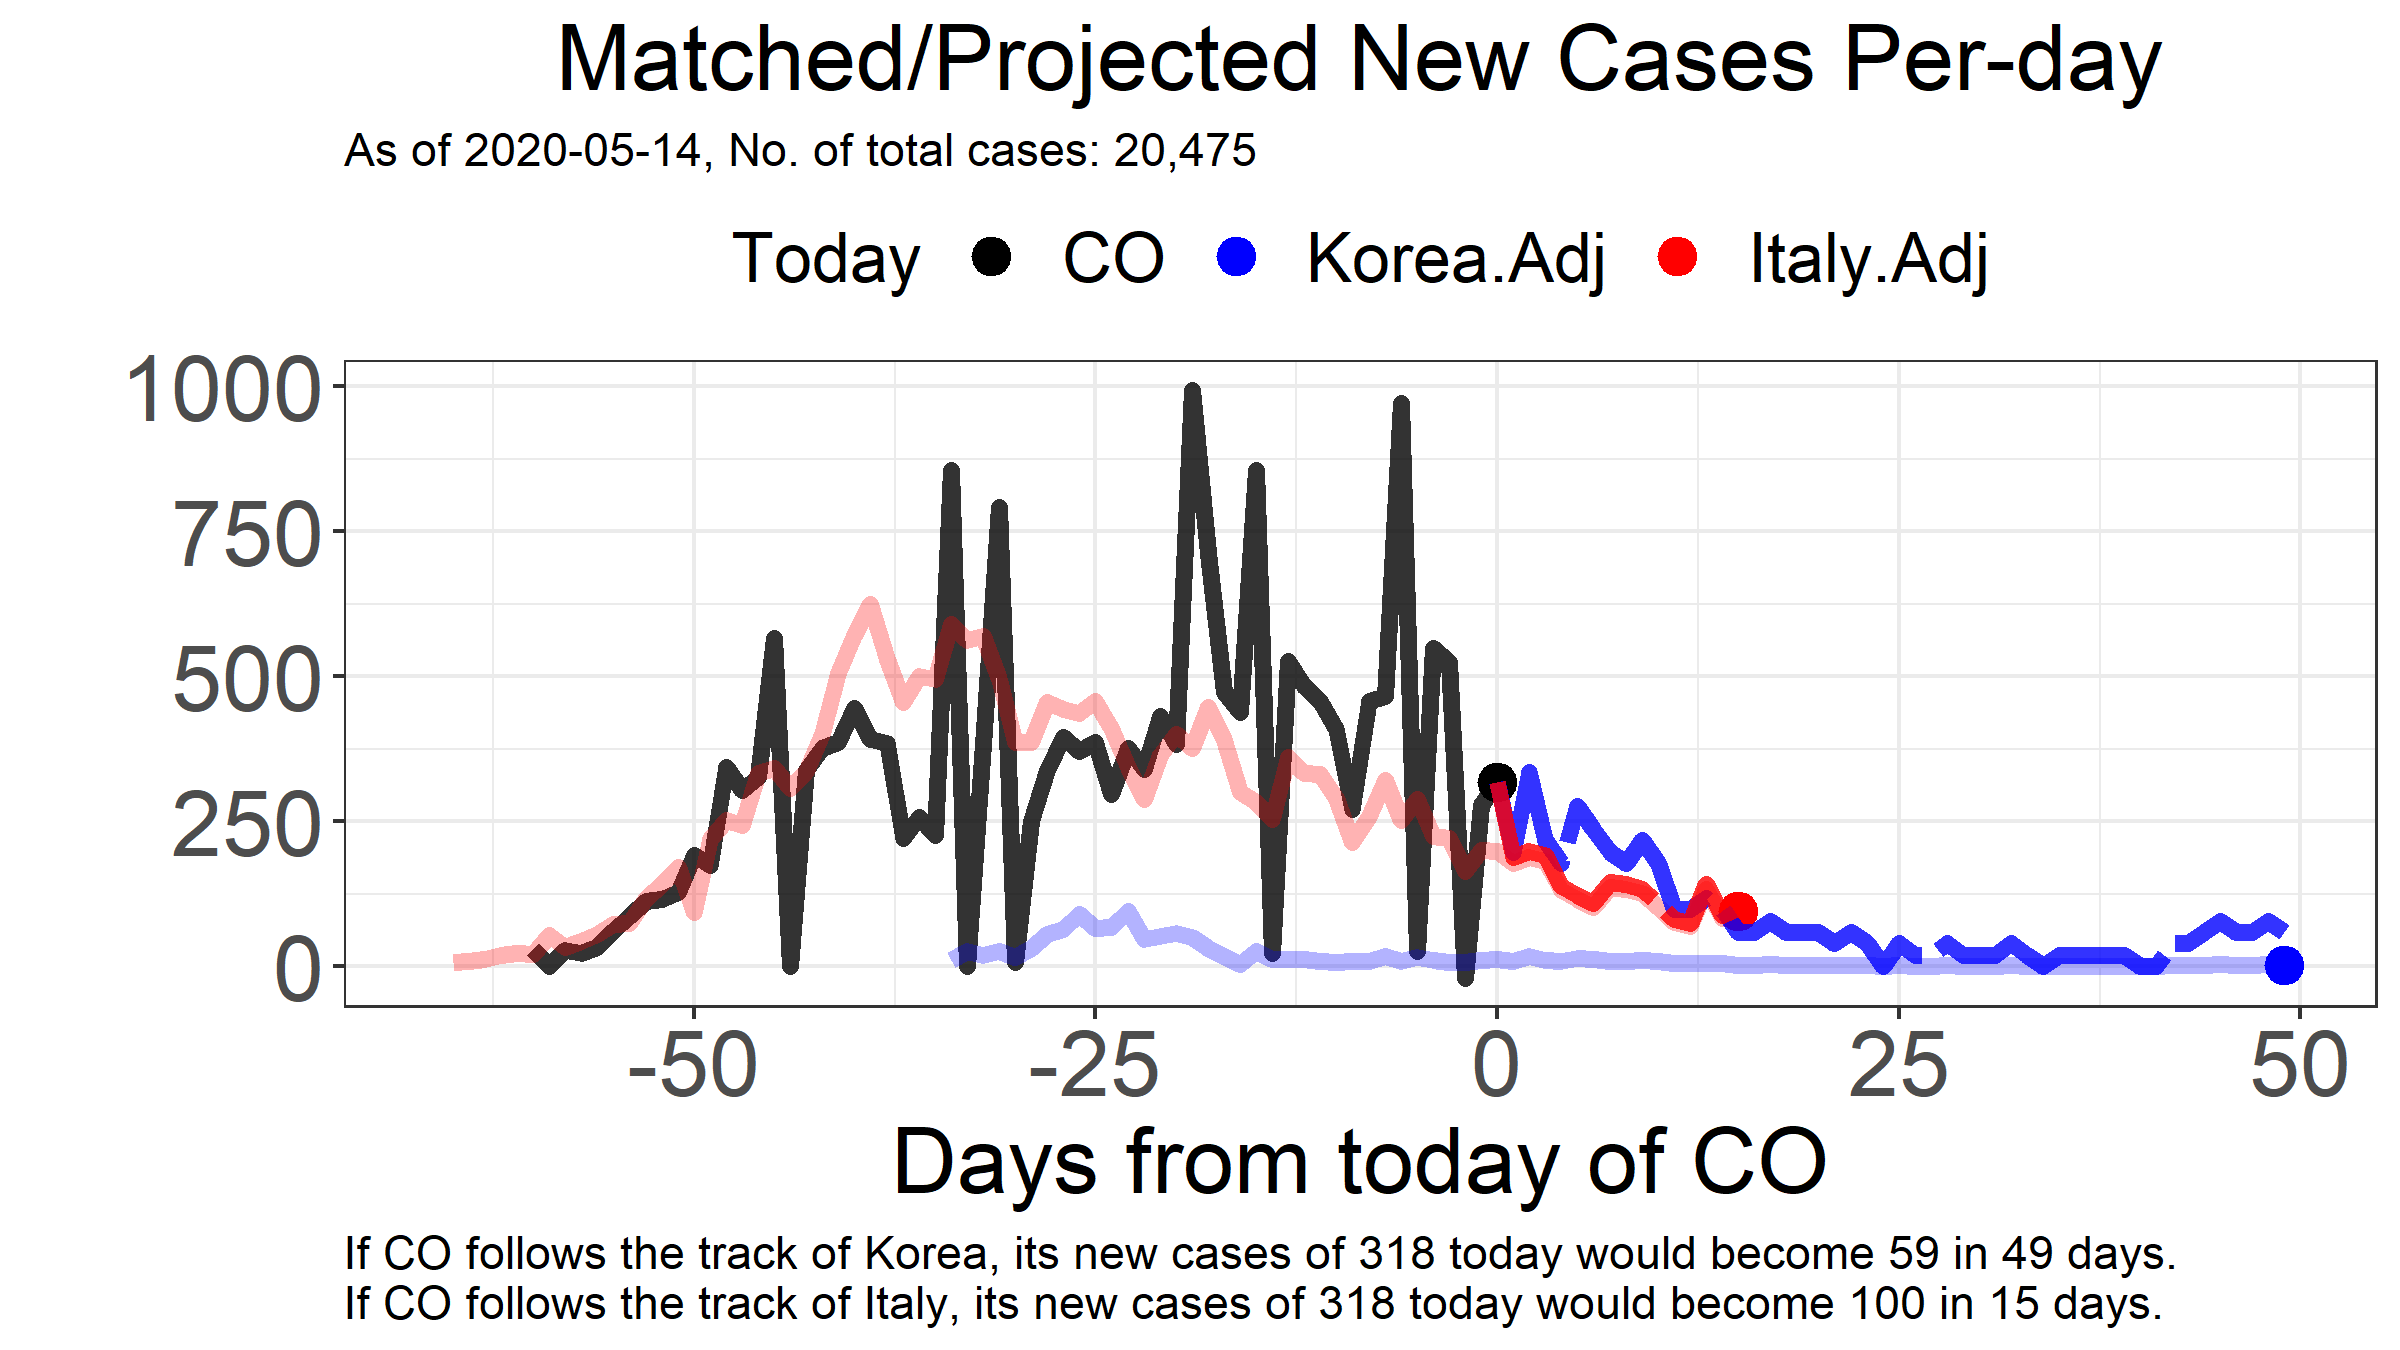 Matched/Projected New Cases Per-day
As of 2020-05-14, No. of total cases: 20,475
Today CO Korea.Adj Italy.Adj
1000
750
500
250
0
-50 -25 0 25 50
Days from today of CO
If CO follows the track of Korea, its new cases of 318 today would become 59 in 49 days.
If CO follows the track of Italy, its new cases of 318 today would become 100 in 15 days.